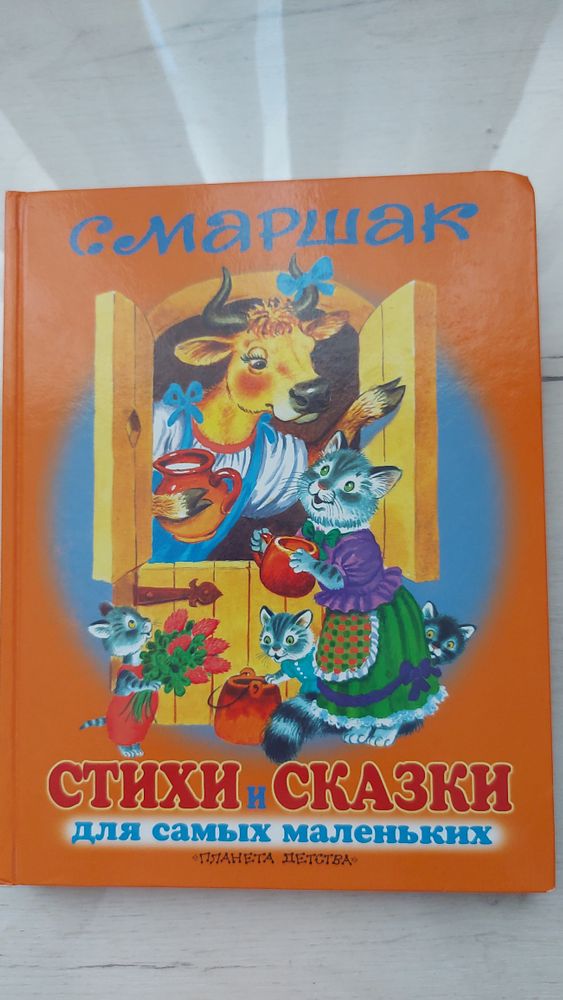 С. МАРШАК
СТИХИ и СКАЗКИ
для самых маленьких
«ПЛАНЕТА ДЕТСТВА»